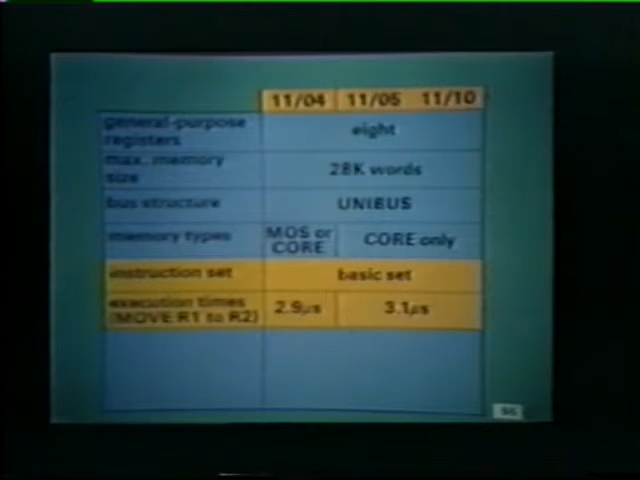 11/04 11/05 11/10
general-purpose
registers
eight
max. memory
size
28K words
bus structure
UNIBUS
memory types
MOS or
CORE
CORE only
instruction set
basic set
execution times
(MOVE R1 to R2)
2.9µs
3.1µs